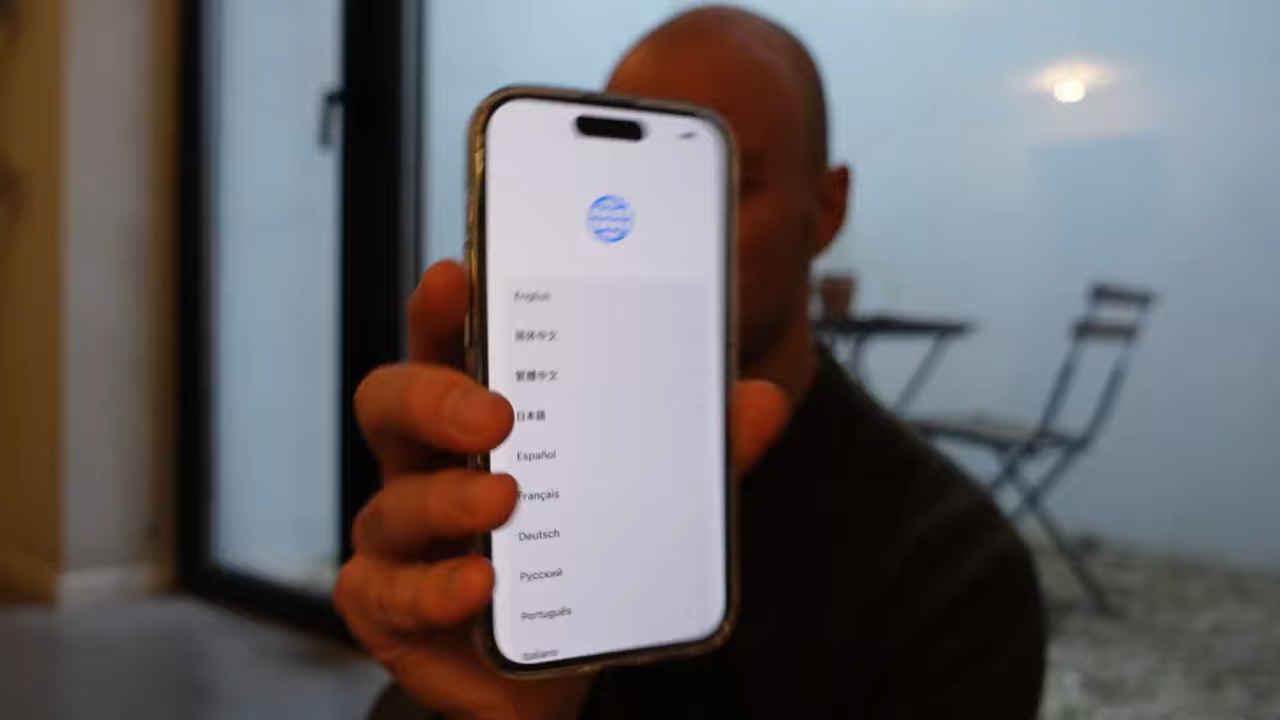 English
简体中文
繁體中文
日本語
Español
Français
Deutsch
Русский
Português
Italiano